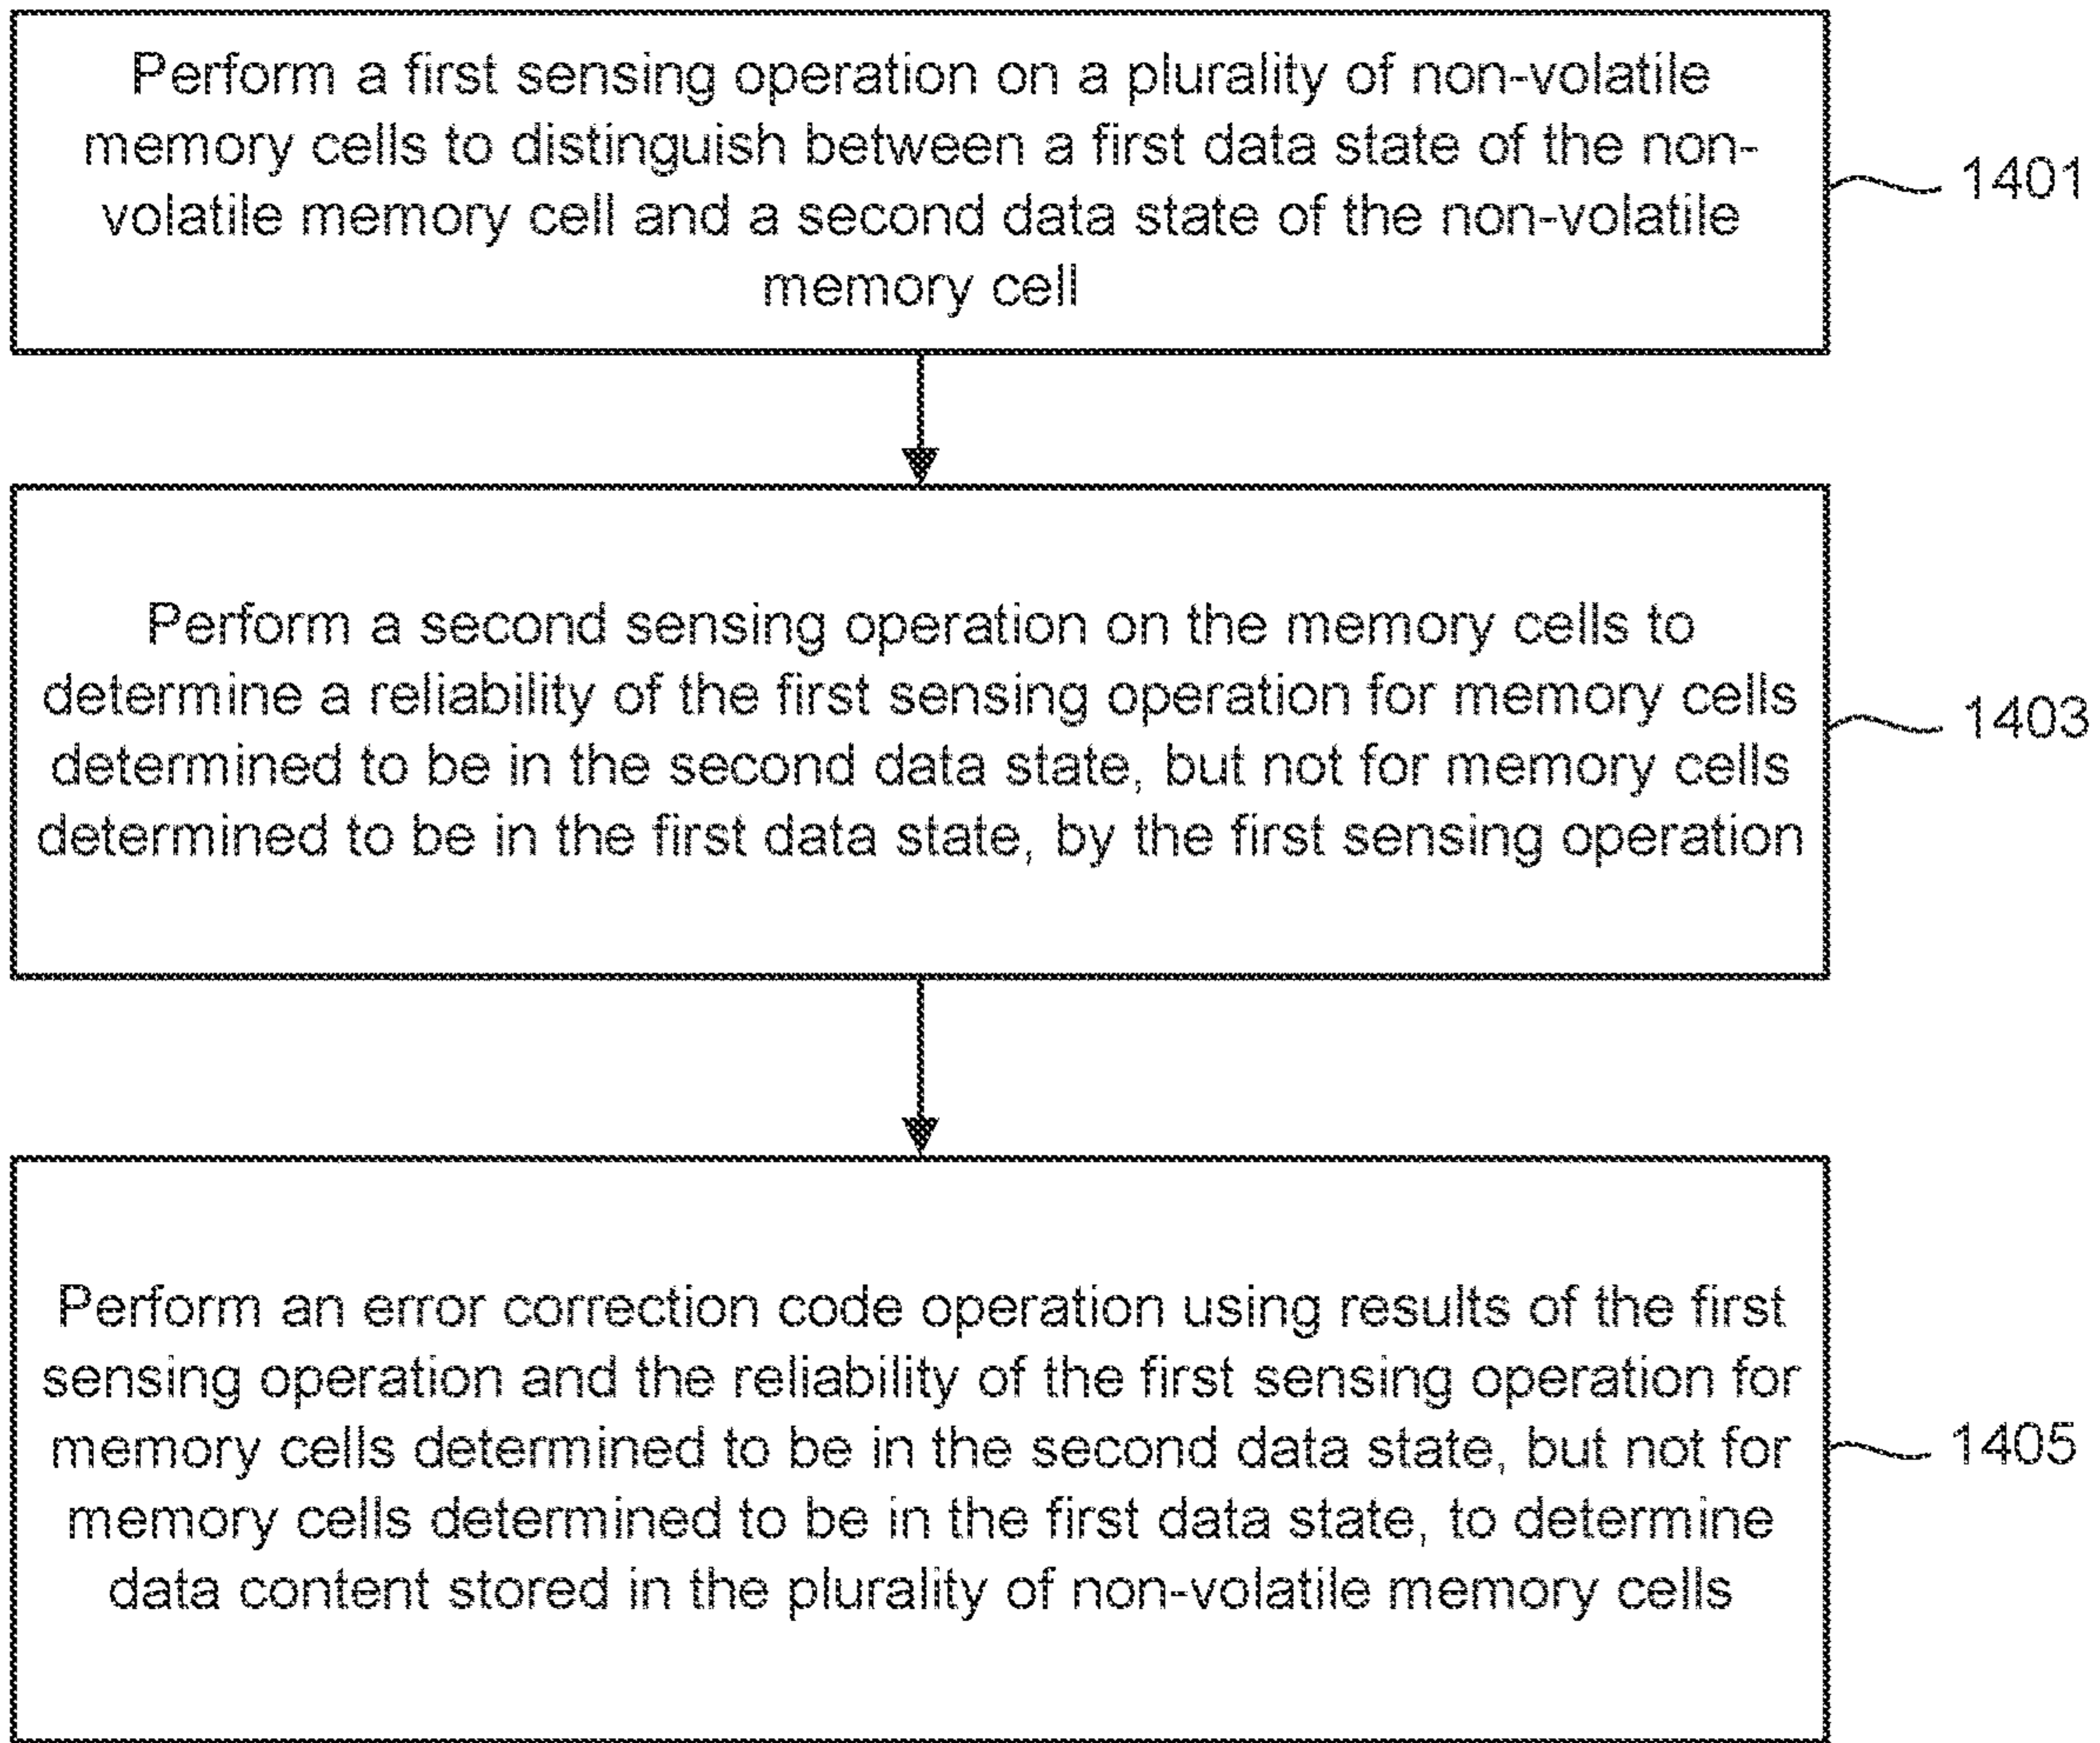 Perform a first sensing operation on a plurality of non-volatile
memory cells to distinguish between a first data state of the non-
volatile memory cell and a second data state of the non-volatile
memory cell
1401
Perform a second sensing operation on the memory cells to
determine a reliability of the first sensing operation for memory cells
determined to be in the second data state, but not for memory cells
determined to be in the first data state, by the first sensing operation
1403
Perform an error correction code operation using results of the first
sensing operation and the reliability of the first sensing operation for
memory cells determined to be in the second data state, but not for
memory cells determined to be in the first data state, to determine
data content stored in the plurality of non-volatile memory cells
1405